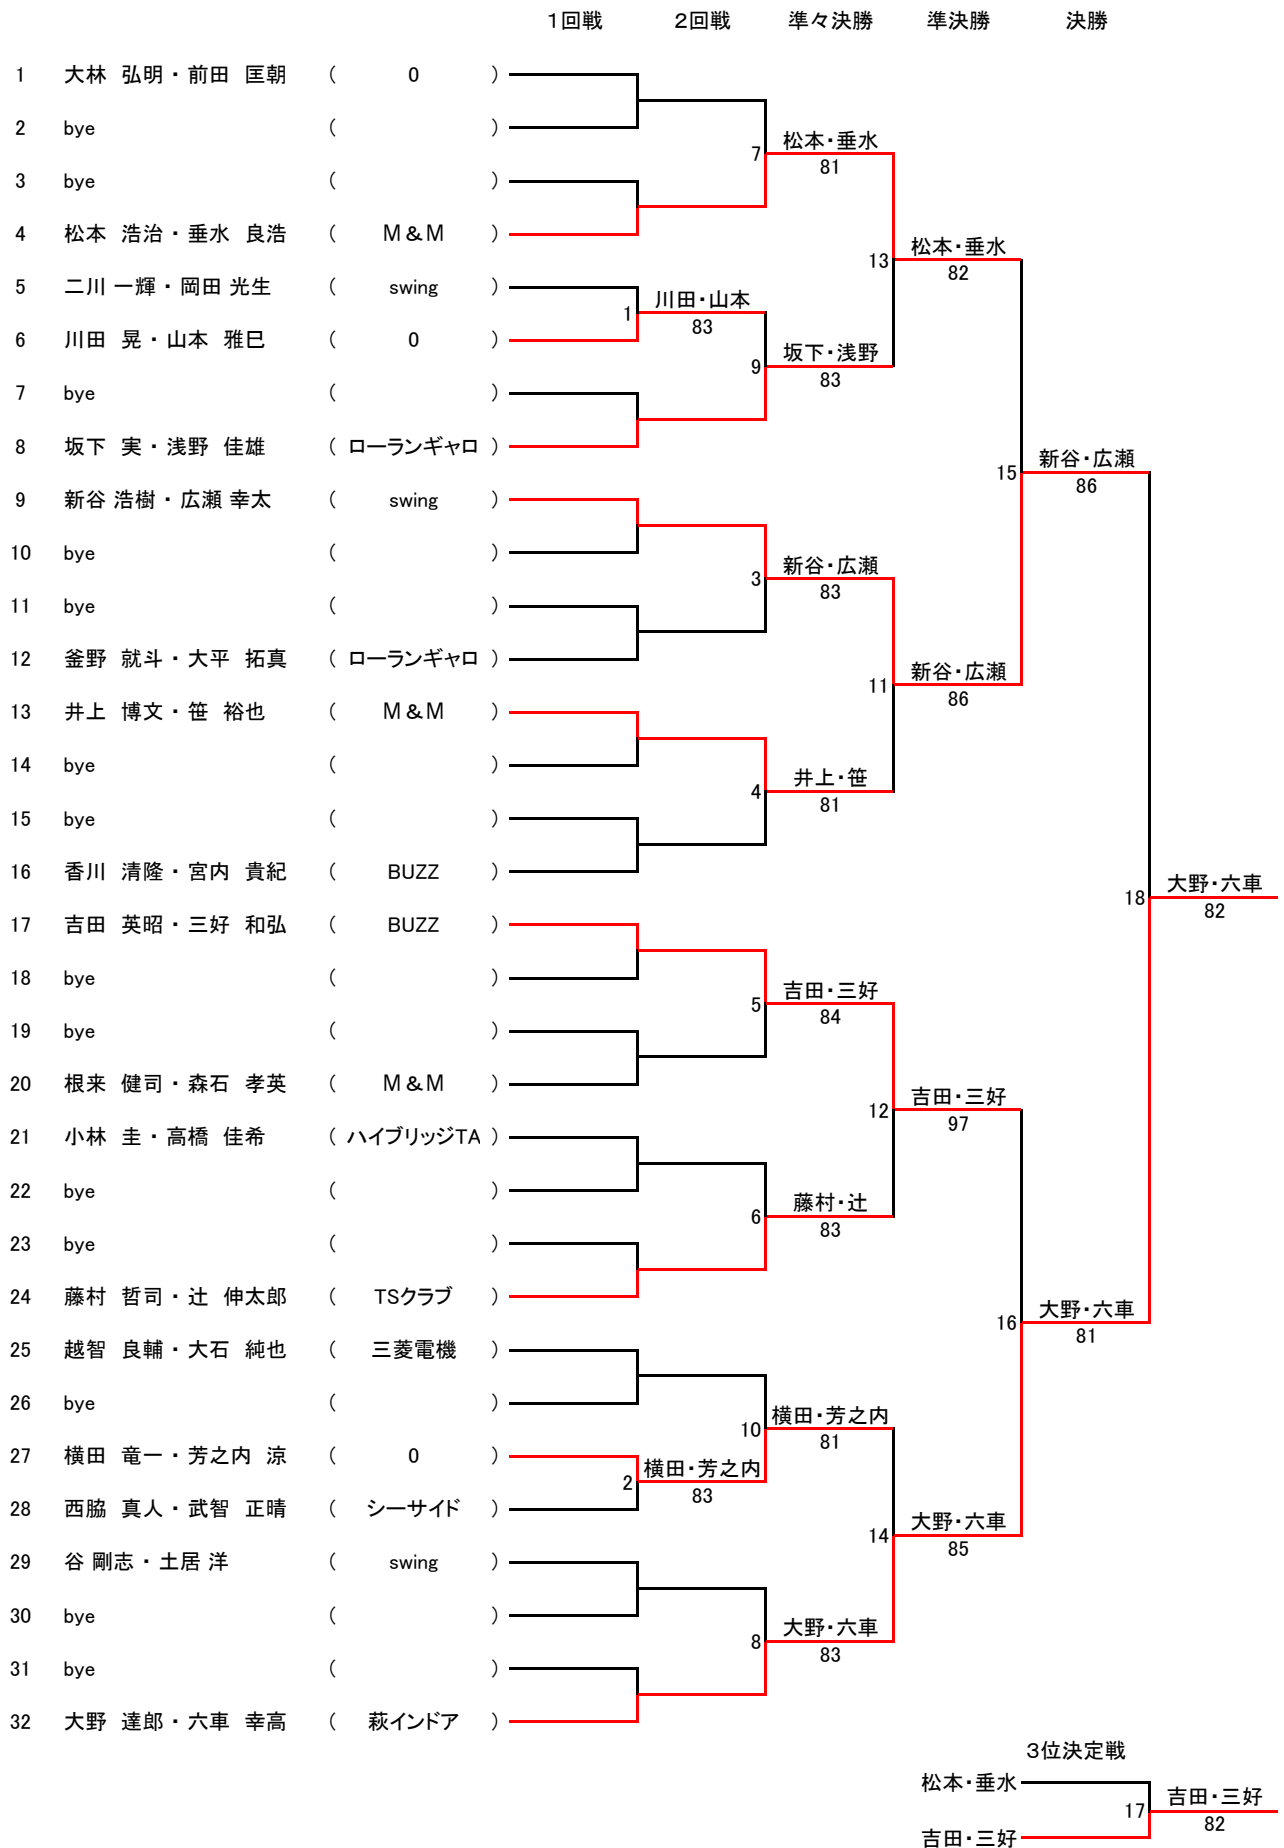 1回戦 2回戦 準々決勝 準決勝 決勝
1 大林 弘明・前田 匡朝 ( 0 )
2 bye ( )
松本・垂水
7
81
3 bye ( )
4 松本 浩治・垂水 良浩 ( M&M )
松本・垂水
13
82
5 二川 一輝・岡田 光生 ( swing )
川田・山本
1
83
6 川田 晃・山本 雅巳 ( 0 )
坂下・浅野
9
83
7 bye ( )
8 坂下 実・浅野 佳雄 ( ローランギャロ )
新谷・広瀬
15
86
9 新谷 浩樹・広瀬 幸太 ( swing )
10 bye ( )
新谷・広瀬
3
83
11 bye ( )
12 釜野 就斗・大平 拓真 ( ローランギャロ )
新谷・広瀬
11
86
13 井上 博文・笹 裕也 ( M&M )
14 bye ( )
井上・笹
4
81
15 bye ( )
16 香川 清隆・宮内 貴紀 ( BUZZ )
大野・六車
18
82
17 吉田 英昭・三好 和弘 ( BUZZ )
18 bye ( )
吉田・三好
5
84
19 bye ( )
20 根来 健司・森石 孝英 ( M&M )
吉田・三好
12
97
21 小林 圭・高橋 佳希 ( ハイブリッジTA )
22 bye ( )
藤村・辻
6
83
23 bye ( )
24 藤村 哲司・辻 伸太郎 ( TSクラブ )
大野・六車
16
81
25 越智 良輔・大石 純也 ( 三菱電機 )
26 bye ( )
横田・芳之内
10
81
27 横田 竜一・芳之内 涼 ( 0 )
横田・芳之内
2
83
28 西脇 真人・武智 正晴 ( シーサイド )
大野・六車
14
85
29 谷 剛志・土居 洋 ( swing )
30 bye ( )
大野・六車
8
83
31 bye ( )
32 大野 達郎・六車 幸高 ( 萩インドア )
3位決定戦
松本・垂水
吉田・三好
17
82
吉田・三好